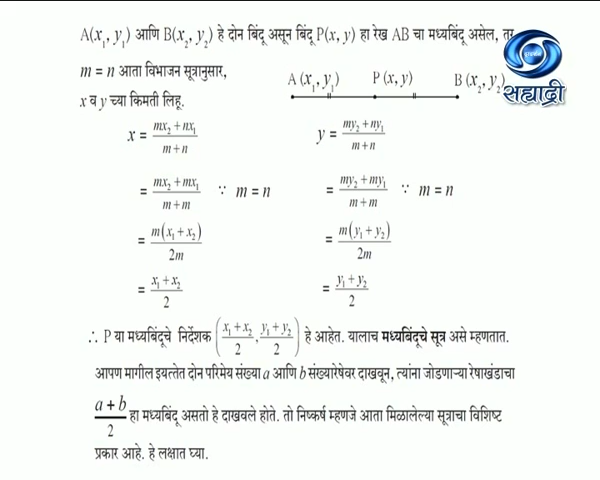 A(x₁, y₁) आणि B(x₂, y₂) हे दोन बिंदू असून बिंदू P(x, y) हा रेख AB चा मध्यबिंदू असेल, तर
m = n आता विभाजन सूत्रानुसार,
x व y च्या किमती लिहू.
A (x₁, y₁) P (x, y) B (x₂, y₂)
सह्याद्री
x = (mx₂ + nx₁)/(m + n) y = (my₂ + ny₁)/(m + n)
= (mx₂ + mx₁)/(m + m) ∵ m = n = (my₂ + my₁)/(m + m) ∵ m = n
= m(x₁ + x₂)/2m = m(y₁ + y₂)/2m
= (x₁ + x₂)/2 = (y₁ + y₂)/2
∴ P या मध्यबिंदूचे निर्देशक ((x₁ + x₂)/2, (y₁ + y₂)/2) हे आहेत. यालाच मध्यबिंदूचे सूत्र असे म्हणतात.
आपण मागील इयत्तेत दोन परिमेय संख्या a आणि b संख्यारेषेवर दाखवून, त्यांना जोडणाऱ्या रेषाखंडाचा
(a + b)/2 हा मध्यबिंदू असतो हे दाखवले होते. तो निष्कर्ष म्हणजे आता मिळालेल्या सूत्राचा विशिष्ट
प्रकार आहे. हे लक्षात घ्या.